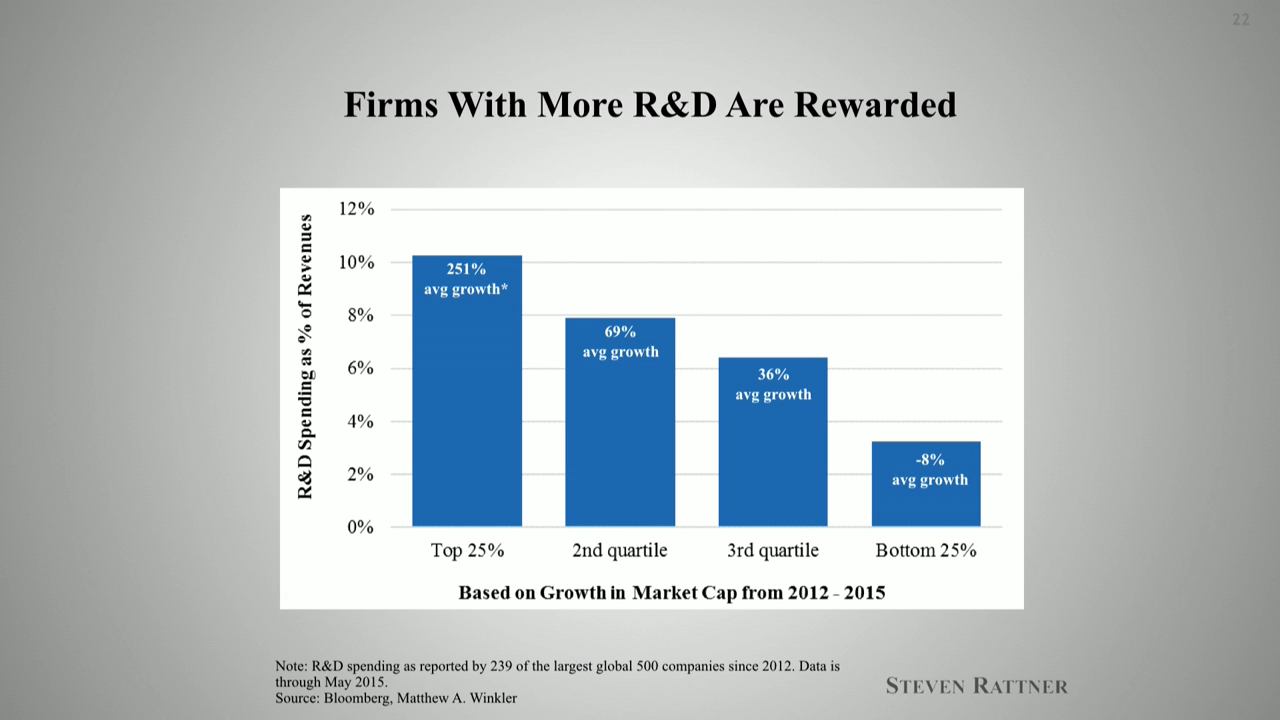 22
Firms With More R&D Are Rewarded
R&D Spending as % of Revenues
12%
10%
8%
6%
4%
2%
0%
251%
avg growth*
69%
avg growth
36%
avg growth
-8%
avg growth
Top 25%
2nd quartile
3rd quartile
Bottom 25%
Based on Growth in Market Cap from 2012 - 2015
Note: R&D spending as reported by 239 of the largest global 500 companies since 2012. Data is
through May 2015.
Source: Bloomberg, Matthew A. Winkler
STEVEN RATTNER